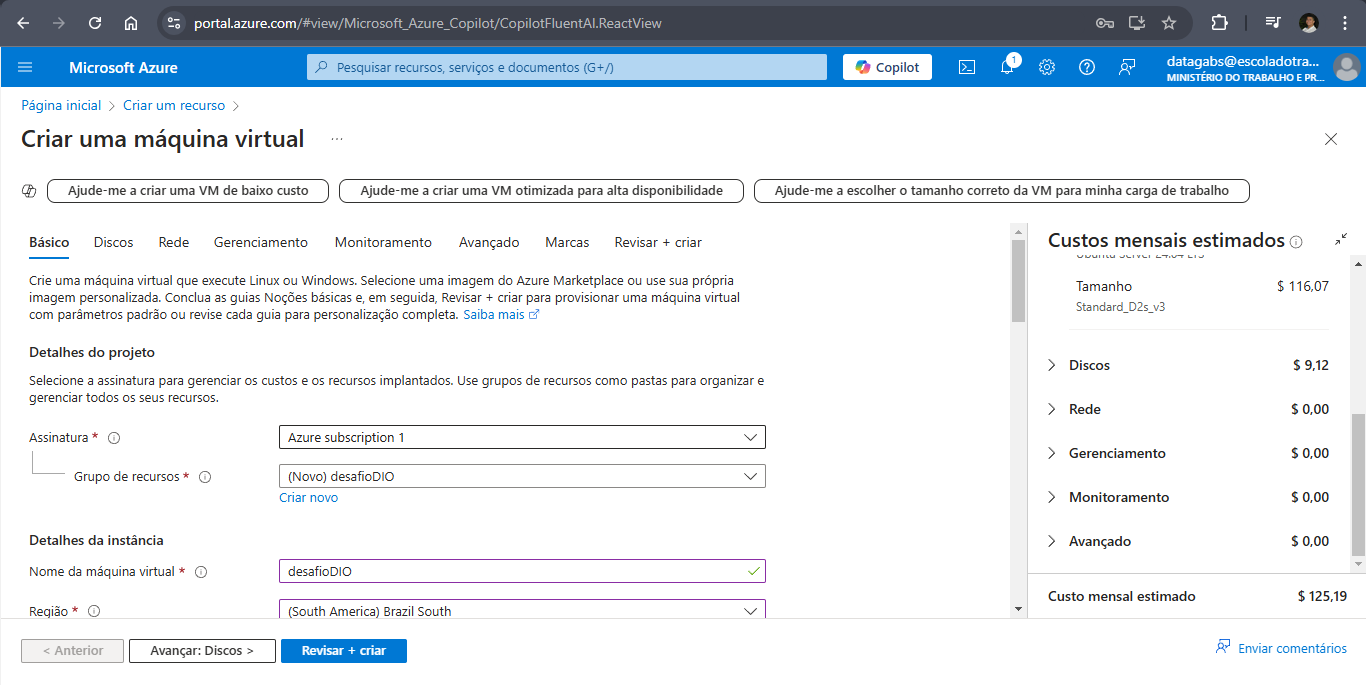 portal.azure.com/#view/Microsoft_Azure_Copilot/CopilotFluentAI.ReactView
Microsoft Azure
Pesquisar recursos, serviços e documentos (G+/)
Copilot
1
datagabs@escoladotra...
MINISTÉRIO DO TRABALHO E PR...
Página inicial > Criar um recurso >
Criar uma máquina virtual ...
Ajude-me a criar uma VM de baixo custo
Ajude-me a criar uma VM otimizada para alta disponibilidade
Ajude-me a escolher o tamanho correto da VM para minha carga de trabalho
Básico Discos Rede Gerenciamento Monitoramento Avançado Marcas Revisar + criar
Crie uma máquina virtual que execute Linux ou Windows. Selecione uma imagem do Azure Marketplace ou use sua própria
imagem personalizada. Conclua as guias Noções básicas e, em seguida, Revisar + criar para provisionar uma máquina virtual
com parâmetros padrão ou revise cada guia para personalização completa. Saiba mais
Detalhes do projeto
Selecione a assinatura para gerenciar os custos e os recursos implantados. Use grupos de recursos como pastas para organizar e
gerenciar todos os seus recursos.
Assinatura *
Azure subscription 1
Grupo de recursos *
(Novo) desafioDIO
Criar novo
Detalhes da instância
Nome da máquina virtual *
desafioDIO
Região *
(South America) Brazil South
Custos mensais estimados
Ubuntu Server 24.04 LTS
Tamanho $ 116,07
Standard_D2s_v3
Discos $ 9,12
Rede $ 0,00
Gerenciamento $ 0,00
Monitoramento $ 0,00
Avançado $ 0,00
Custo mensal estimado $ 125,19
< Anterior
Avançar: Discos >
Revisar + criar
Enviar comentários